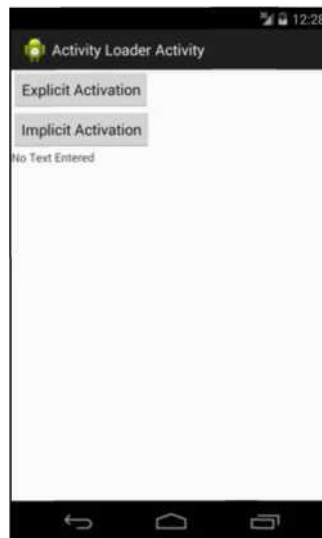 12:28
Activity Loader Activity
Explicit Activation
Implicit Activation
No Text Entered